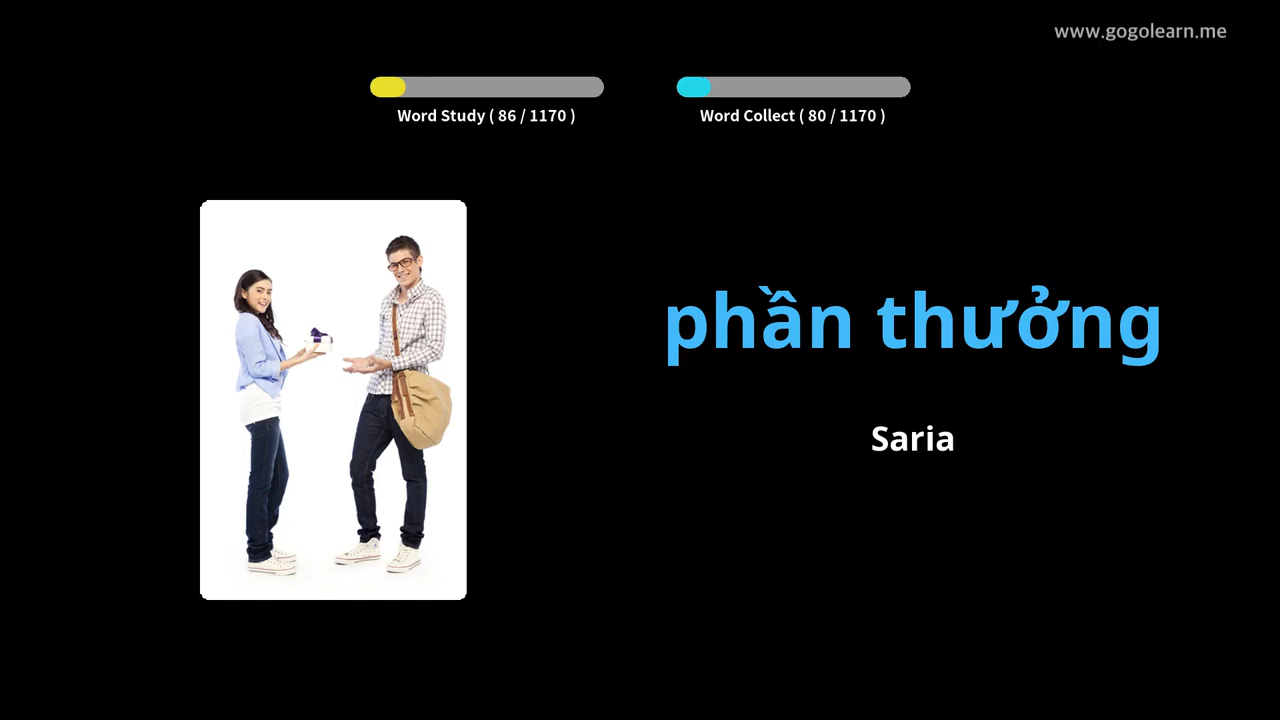 www.gogolearn.me
Word Study ( 86 / 1170 )
Word Collect ( 80 / 1170 )
phần thưởng
Saria